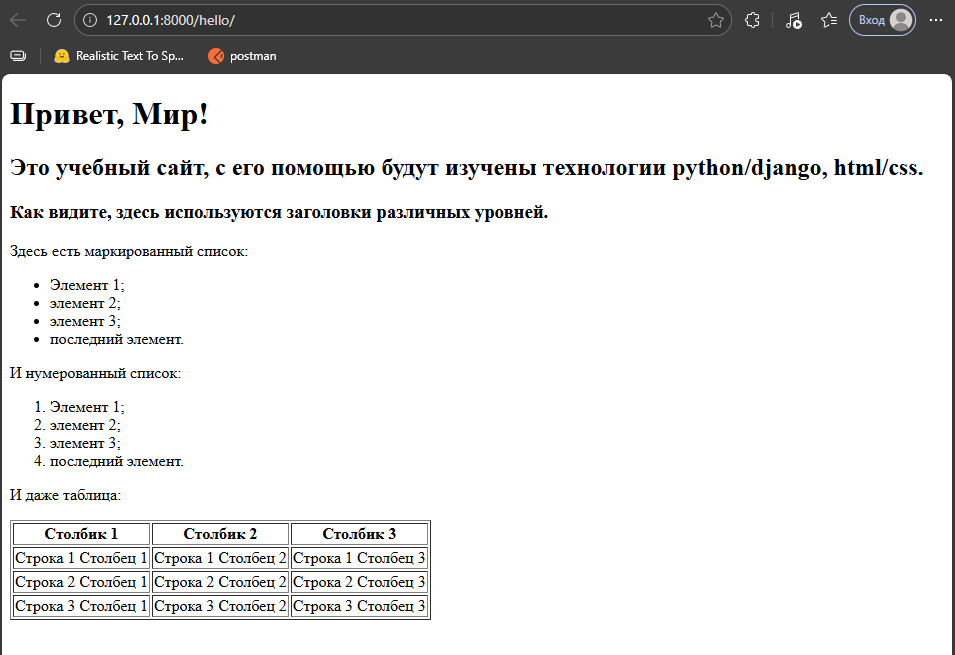 127.0.0.1:8000/hello/
Вход
Realistic Text To Sp... postman
Привет, Мир!
Это учебный сайт, с его помощью будут изучены технологии python/django, html/css.
Как видите, здесь используются заголовки различных уровней.
Здесь есть маркированный список:
• Элемент 1;
• элемент 2;
• элемент 3;
• последний элемент.
И нумерованный список:
1. Элемент 1;
2. элемент 2;
3. элемент 3;
4. последний элемент.
И даже таблица:
Столбик 1 Столбик 2 Столбик 3
Строка 1 Столбец 1 Строка 1 Столбец 2 Строка 1 Столбец 3
Строка 2 Столбец 1 Строка 2 Столбец 2 Строка 2 Столбец 3
Строка 3 Столбец 1 Строка 3 Столбец 2 Строка 3 Столбец 3